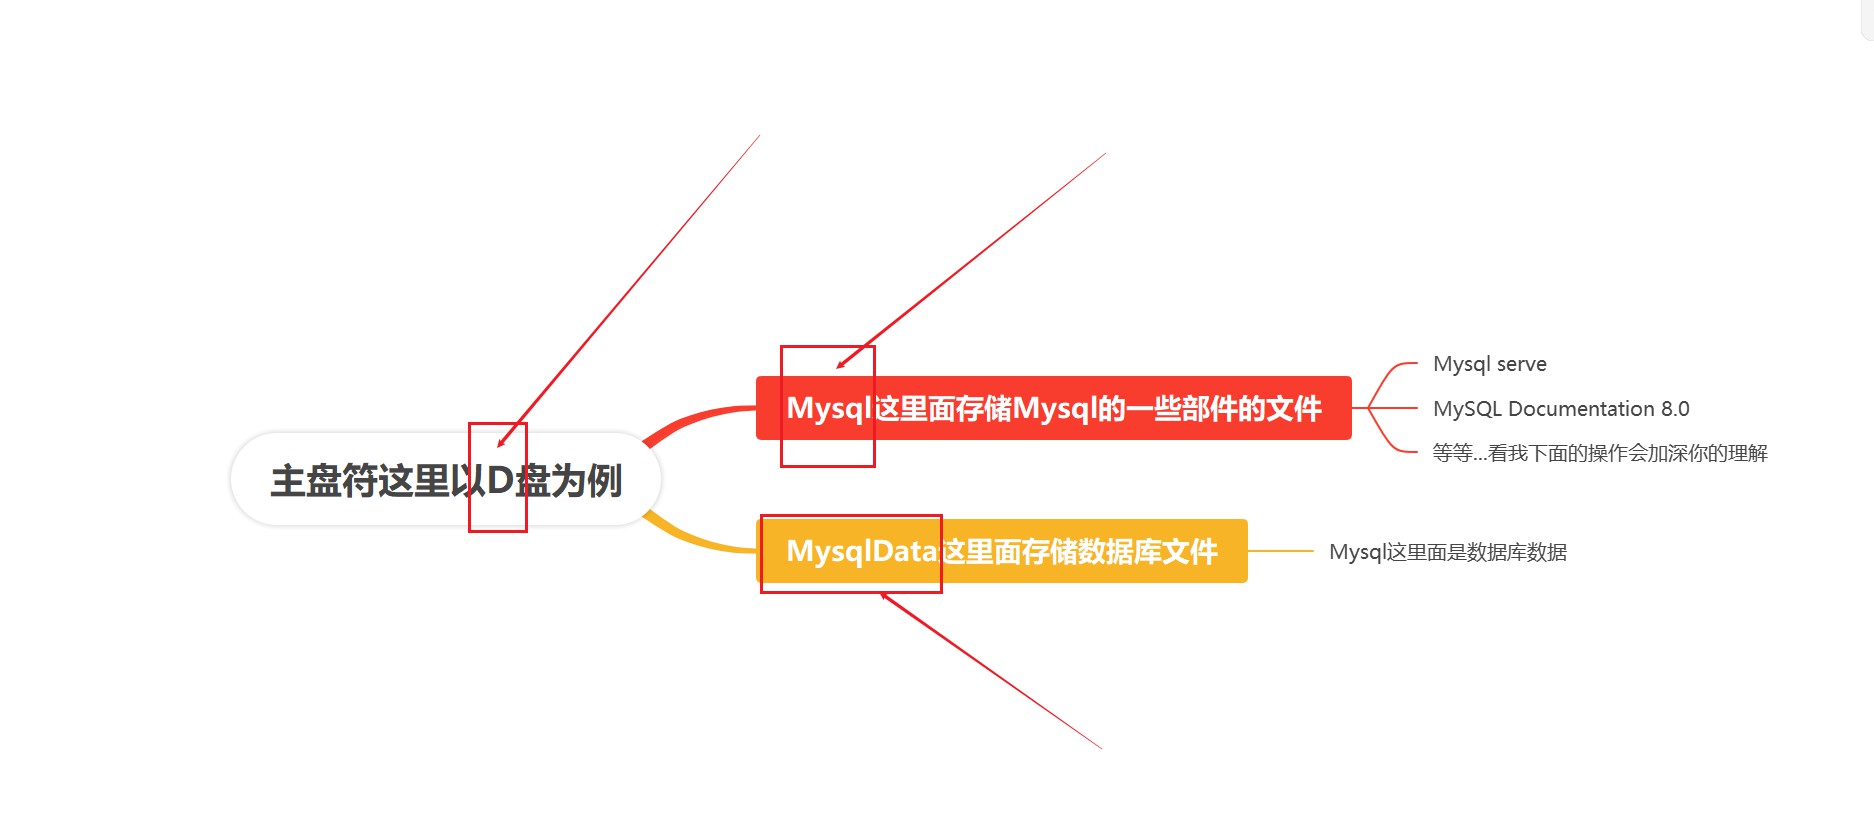 主盘符这里以D盘为例
Mysql这里面存储Mysql的一些部件的文件
Mysql serve
MySQL Documentation 8.0
等等...看我下面的操作会加深你的理解
MysqlData这里面存储数据库文件
Mysql这里面是数据库数据